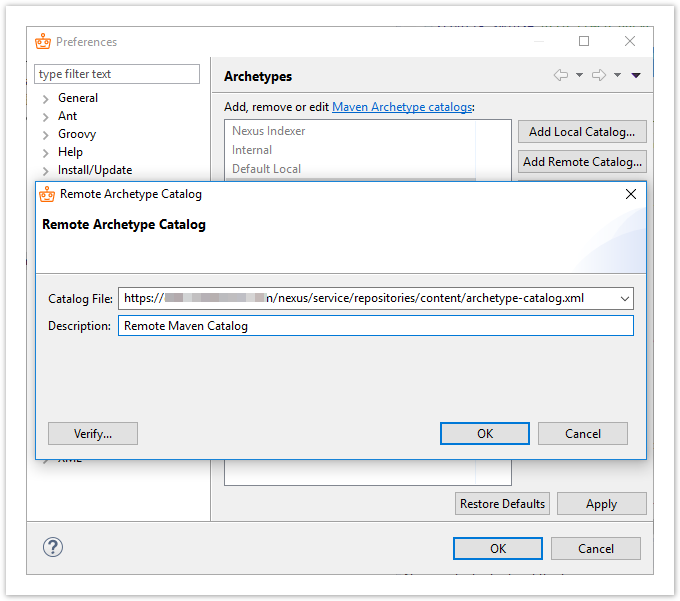 Preferences
type filter text
General
Ant
Groovy
Help
Install/Update
Archetypes
Add, remove or edit Maven Archetype catalogs:
Nexus Indexer
Internal
Default Local
Add Local Catalog...
Add Remote Catalog...
Remote Archetype Catalog
Remote Archetype Catalog
Catalog File: https:// n/nexus/service/repositories/content/archetype-catalog.xml
Description: Remote Maven Catalog
Verify... OK Cancel
Restore Defaults Apply
? OK Cancel